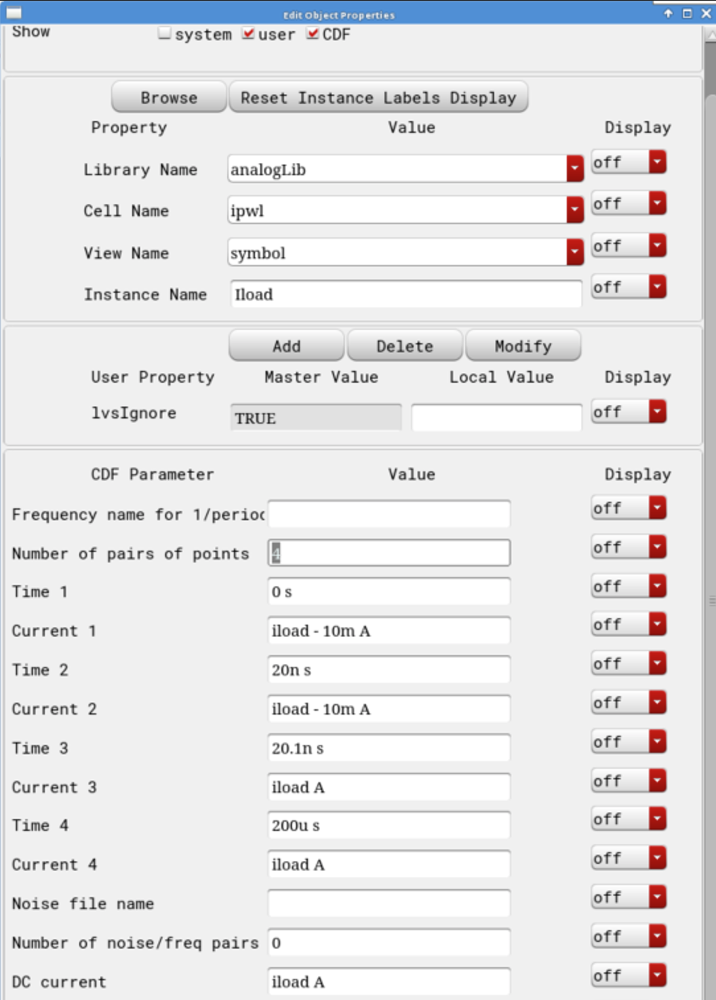 Edit Object Properties
Show system user CDF
Browse Reset Instance Labels Display
Property Value Display
Library Name analogLib off
Cell Name ipwl off
View Name symbol off
Instance Name Iload off
Add Delete Modify
User Property Master Value Local Value Display
lvsIgnore TRUE off
CDF Parameter Value Display
Frequency name for 1/perioc off
Number of pairs of points 4 off
Time 1 0 s off
Current 1 iload - 10m A off
Time 2 20n s off
Current 2 iload - 10m A off
Time 3 20.1n s off
Current 3 iload A off
Time 4 200u s off
Current 4 iload A off
Noise file name off
Number of noise/freq pairs 0 off
DC current iload A off